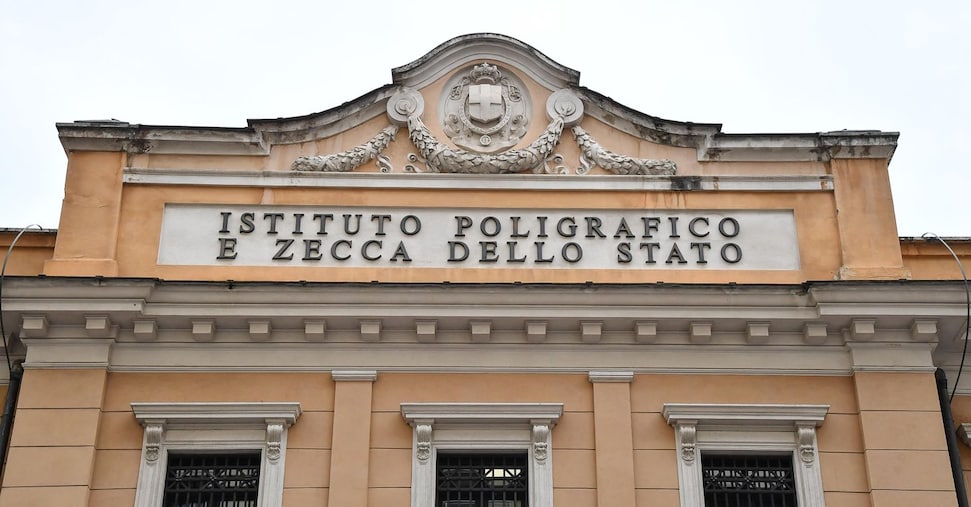 ISTITUTO POLIGRAFICO
E ZECCA DELLO STATO